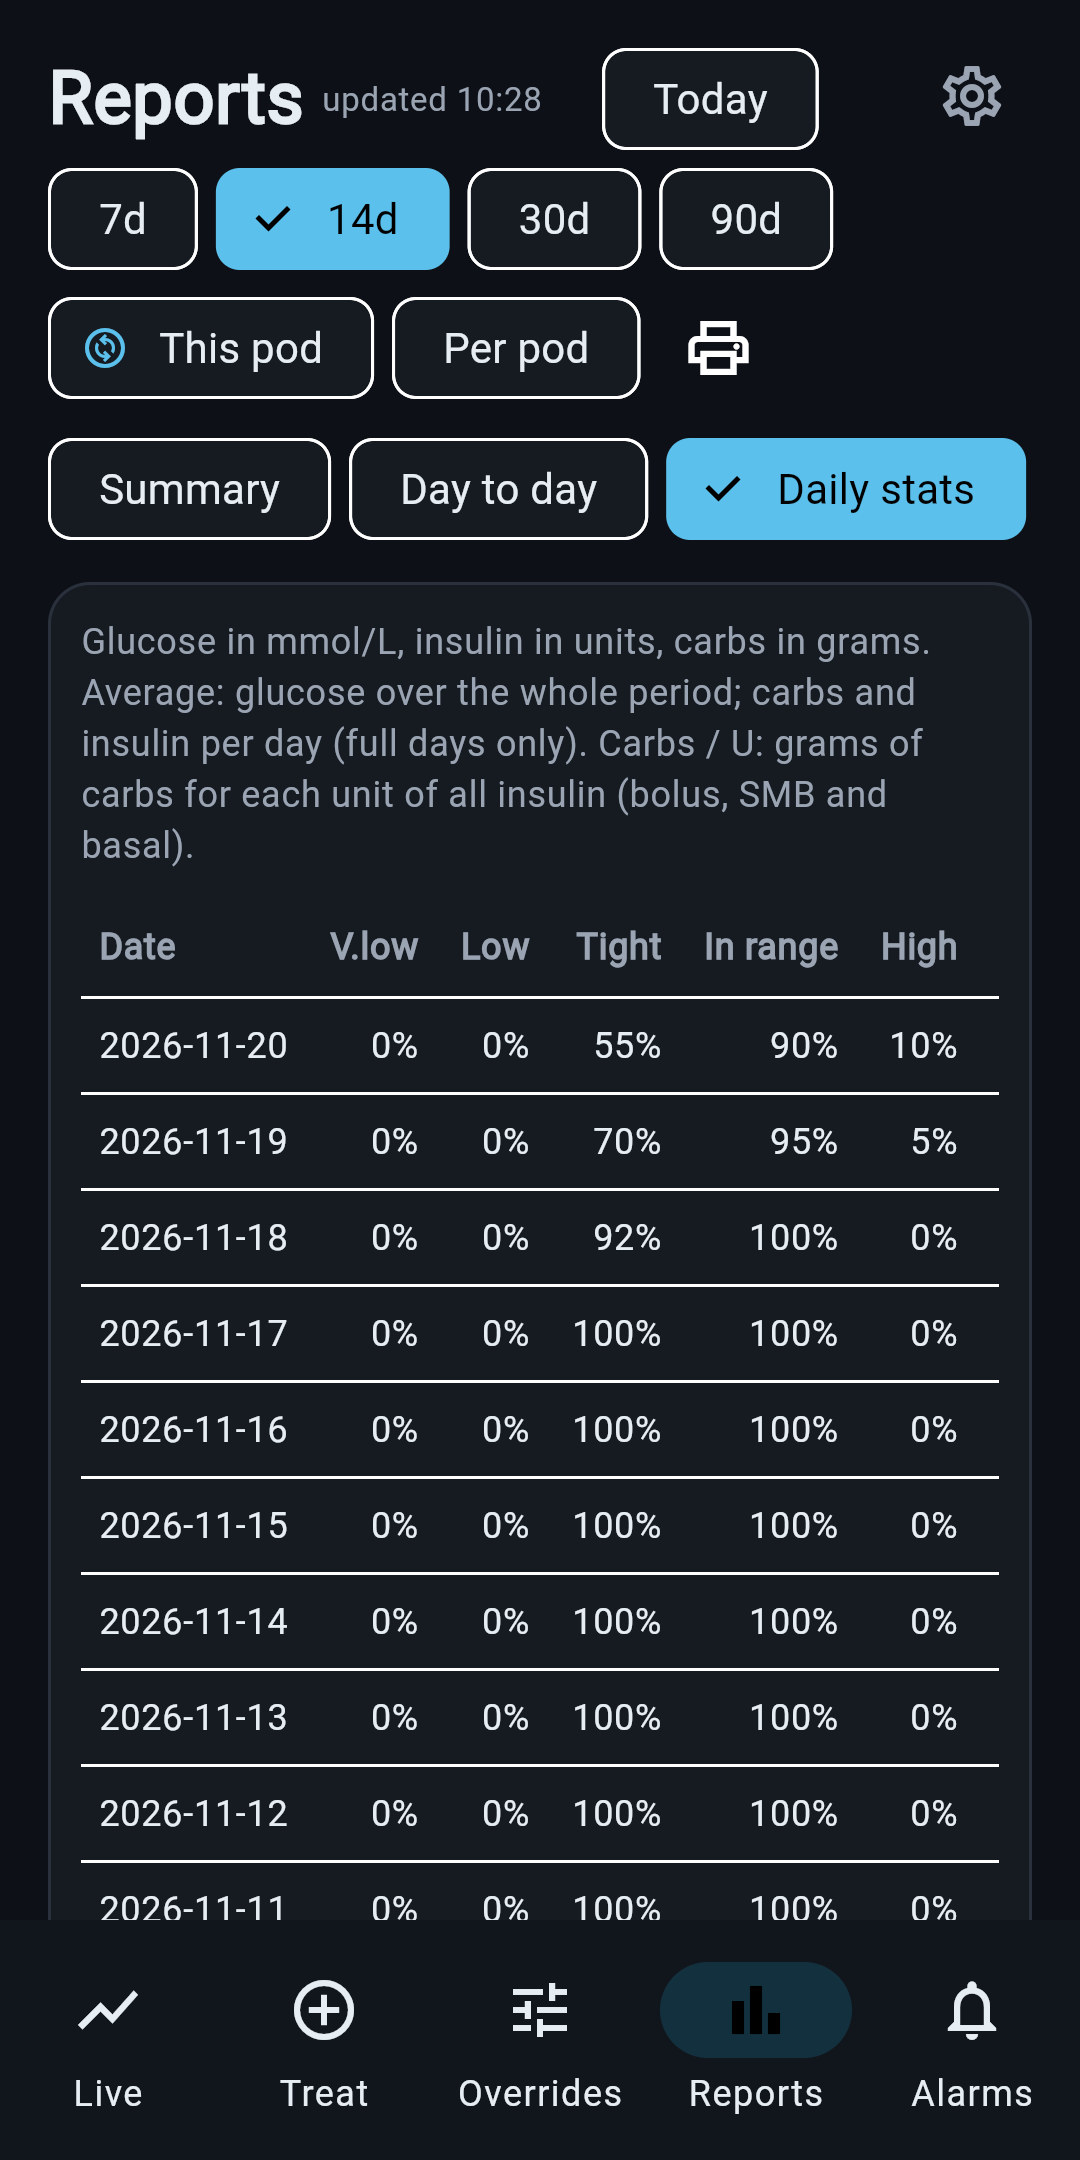 Reports updated 10:28 Today
7d 14d 30d 90d
This pod Per pod
Summary Day to day Daily stats
Glucose in mmol/L, insulin in units, carbs in grams.
Average: glucose over the whole period; carbs and
insulin per day (full days only). Carbs / U: grams of
carbs for each unit of all insulin (bolus, SMB and
basal).
Date V.low Low Tight In range High
2026-11-20 0% 0% 55% 90% 10%
2026-11-19 0% 0% 70% 95% 5%
2026-11-18 0% 0% 92% 100% 0%
2026-11-17 0% 0% 100% 100% 0%
2026-11-16 0% 0% 100% 100% 0%
2026-11-15 0% 0% 100% 100% 0%
2026-11-14 0% 0% 100% 100% 0%
2026-11-13 0% 0% 100% 100% 0%
2026-11-12 0% 0% 100% 100% 0%
2026-11-11 0% 0% 100% 100% 0%
Live Treat Overrides Reports Alarms